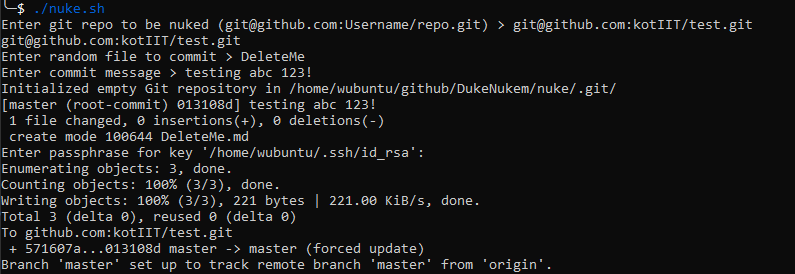 └─$ ./nuke.sh
Enter git repo to be nuked (git@github.com:Username/repo.git) > git@github.com:kotIIT/test.git
git@github.com:kotIIT/test.git
Enter random file to commit > DeleteMe
Enter commit message > testing abc 123!
Initialized empty Git repository in /home/wubuntu/github/DukeNukem/nuke/.git/
[master (root-commit) 013108d] testing abc 123!
 1 file changed, 0 insertions(+), 0 deletions(-)
 create mode 100644 DeleteMe.md
Enter passphrase for key '/home/wubuntu/.ssh/id_rsa':
Enumerating objects: 3, done.
Counting objects: 100% (3/3), done.
Writing objects: 100% (3/3), 221 bytes | 221.00 KiB/s, done.
Total 3 (delta 0), reused 0 (delta 0)
To github.com:kotIIT/test.git
 + 571607a...013108d master -> master (forced update)
Branch 'master' set up to track remote branch 'master' from 'origin'.